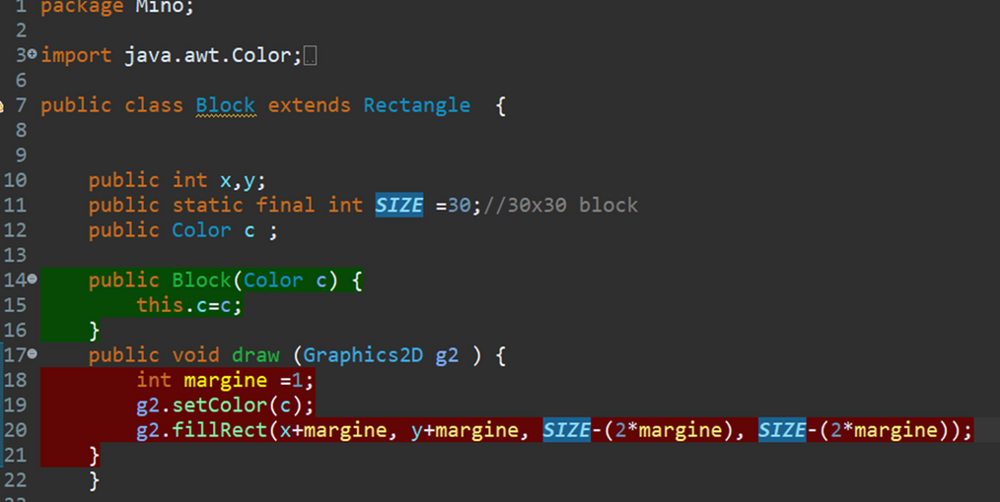 1 package Mino;
2
3 import java.awt.Color;
6
7 public class Block extends Rectangle  {
8
9
10     public int x,y;
11     public static final int SIZE =30;//30x30 block
12     public Color c ;
13
14     public Block(Color c) {
15         this.c=c;
16     }
17     public void draw (Graphics2D g2 ) {
18         int margine =1;
19         g2.setColor(c);
20         g2.fillRect(x+margine, y+margine, SIZE-(2*margine), SIZE-(2*margine));
21     }
22     }